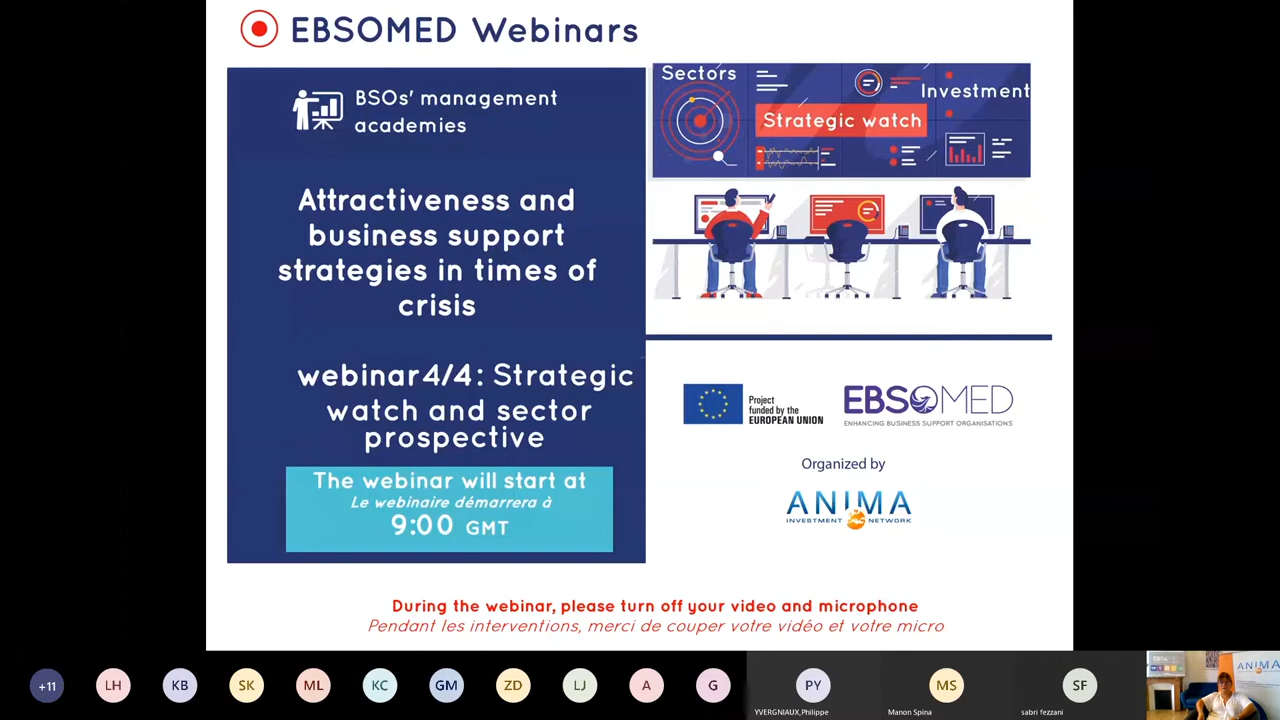 EBSOMED Webinars
BSOs' management
academies
Attractiveness and
business support
strategies in times of
crisis
webinar4/4: Strategic
watch and sector
prospective
The webinar will start at
Le webinaire démarrera à
9:00 GMT
Sectors
Investment
Strategic watch
Project
funded by the
EUROPEAN UNION
EBSOMED
ENHANCING BUSINESS SUPPORT ORGANISATIONS
Organized by
ANIMA
INVESTMENT NETWORK
During the webinar, please turn off your video and microphone
Pendant les interventions, merci de couper votre vidéo et votre micro
+11
LH
KB
SK
ML
KC
GM
ZD
LJ
A
G
PY
YVERGNIAUX,Philippe
MS
Manon Spina
SF
sabri fezzani
ANIMA